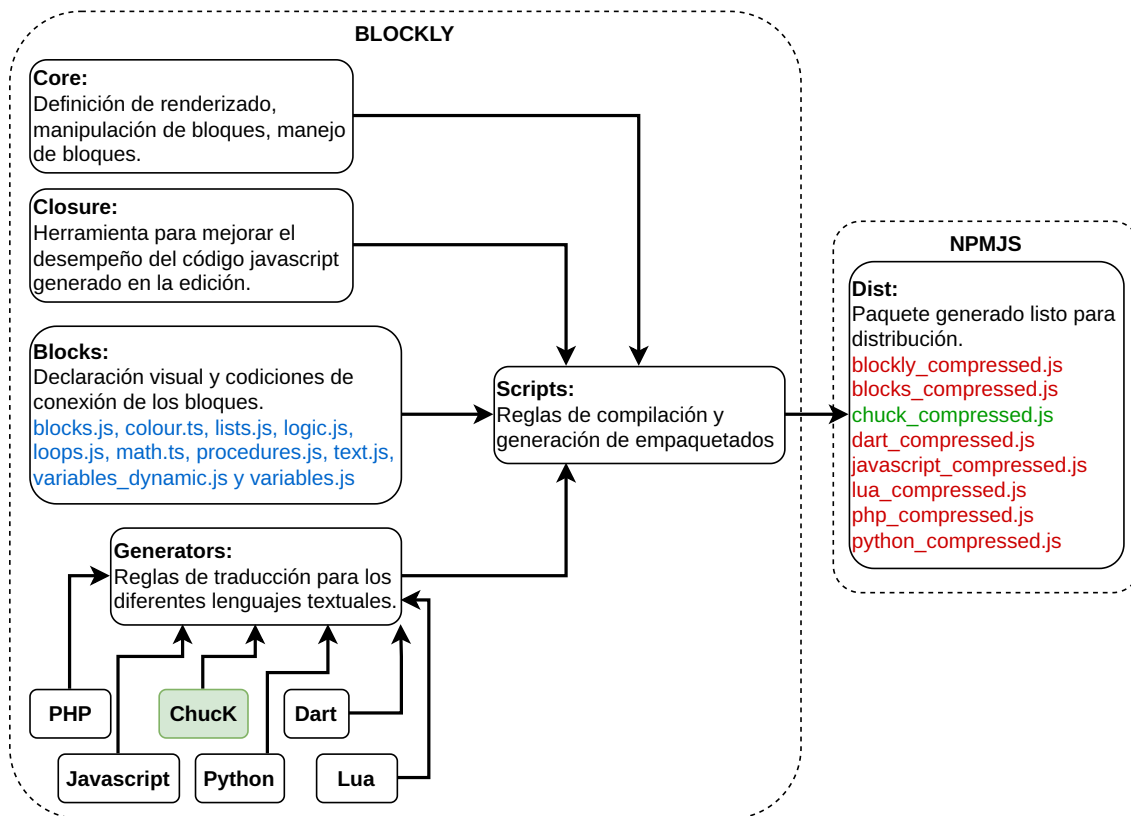 BLOCKLY
Core:
Definición de renderizado,
manipulación de bloques, manejo
de bloques.
Closure:
Herramienta para mejorar el
desempeño del código javascript
generado en la edición.
Blocks:
Declaración visual y codiciones de
conexión de los bloques.
blocks.js, colour.ts, lists.js, logic.js,
loops.js, math.ts, procedures.js, text.js,
variables_dynamic.js y variables.js
Scripts:
Reglas de compilación y
generación de empaquetados
Generators:
Reglas de traducción para los
diferentes lenguajes textuales.
PHP
ChucK
Dart
Javascript
Python
Lua
NPMJS
Dist:
Paquete generado listo para
distribución.
blockly_compressed.js
blocks_compressed.js
chuck_compressed.js
dart_compressed.js
javascript_compressed.js
lua_compressed.js
php_compressed.js
python_compressed.js